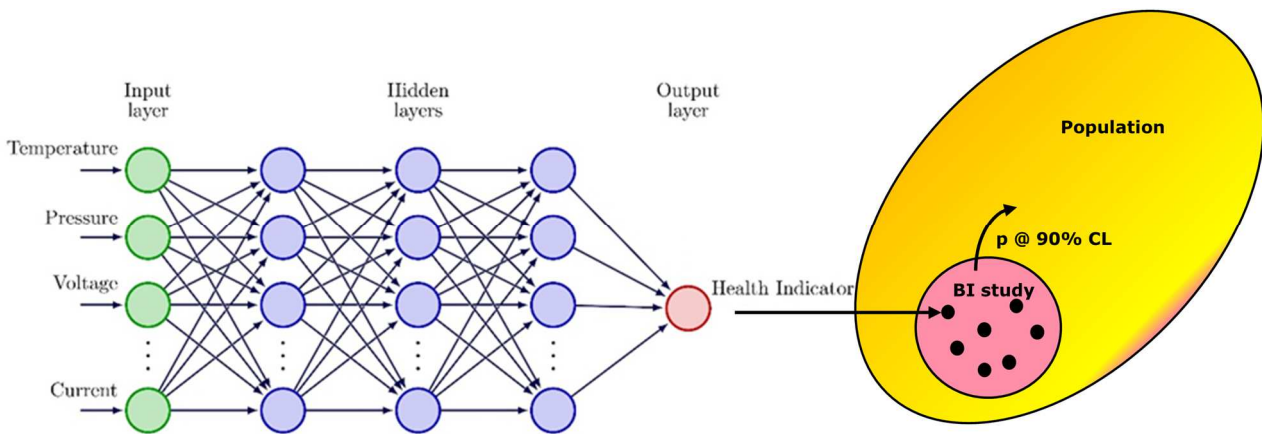 Input
layer
Hidden
layers
Output
layer
Temperature
Pressure
Voltage
Current
Health Indicator
Population
p @ 90% CL
BI study